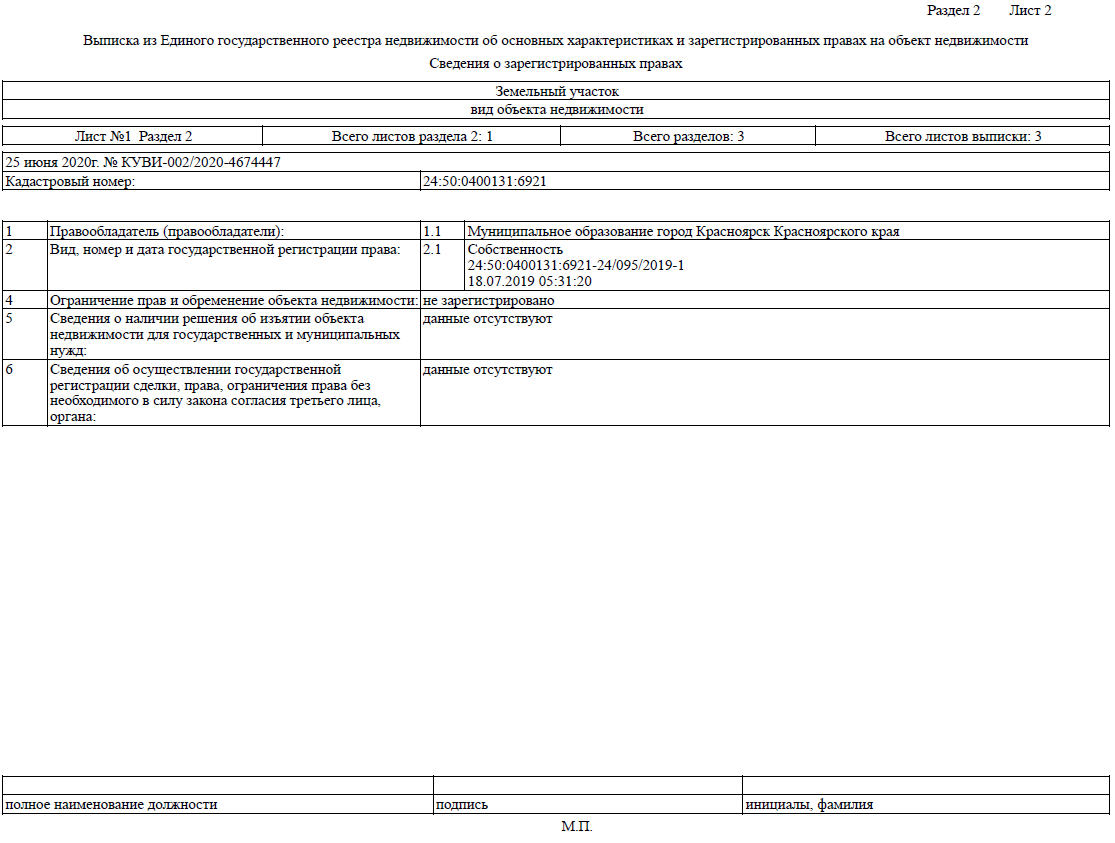 Раздел 2 Лист 2
Выписка из Единого государственного реестра недвижимости об основных характеристиках и зарегистрированных правах на объект недвижимости
Сведения о зарегистрированных правах
Земельный участок
вид объекта недвижимости
Лист №1 Раздел 2 Всего листов раздела 2: 1 Всего разделов: 3 Всего листов выписки: 3
25 июня 2020г. № КУВИ-002/2020-4674447
Кадастровый номер: 24:50:0400131:6921
1 Правообладатель (правообладатели): 1.1 Муниципальное образование город Красноярск Красноярского края
2 Вид, номер и дата государственной регистрации права: 2.1 Собственность
24:50:0400131:6921-24/095/2019-1
18.07.2019 05:31:20
4 Ограничение прав и обременение объекта недвижимости: не зарегистрировано
5 Сведения о наличии решения об изъятии объекта данные отсутствуют
недвижимости для государственных и муниципальных
нужд:
6 Сведения об осуществлении государственной данные отсутствуют
регистрации сделки, права, ограничения права без
необходимого в силу закона согласия третьего лица,
органа:
полное наименование должности подпись инициалы, фамилия
М.П.